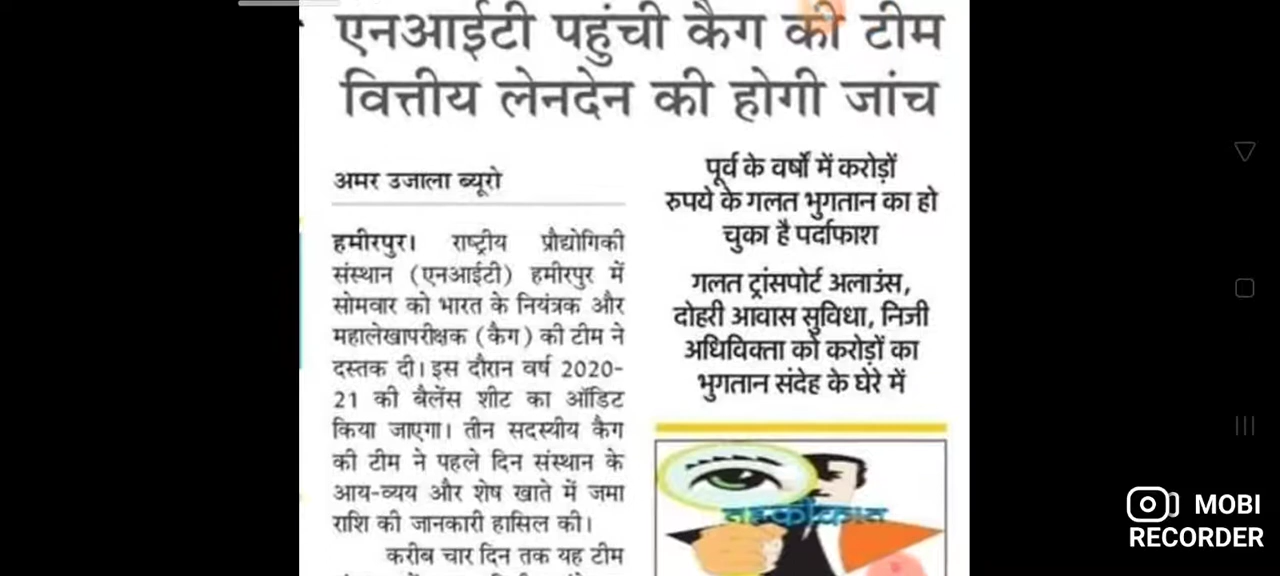 एनआईटी पहुंची कैग की टीम
वित्तीय लेनदेन की होगी जांच
अमर उजाला ब्यूरो
हमीरपुर। राष्ट्रीय प्रौद्योगिकी
संस्थान (एनआईटी) हमीरपुर में
सोमवार को भारत के नियंत्रक और
महालेखापरीक्षक (कैग) की टीम ने
दस्तक दी। इस दौरान वर्ष 2020-
21 की बैलेंस शीट का ऑडिट
किया जाएगा। तीन सदस्यीय कैग
की टीम ने पहले दिन संस्थान के
आय-व्यय और शेष खाते में जमा
राशि की जानकारी हासिल की।
करीब चार दिन तक यह टीम
पूर्व के वर्षों में करोड़ों
रुपये के गलत भुगतान का हो
चुका है पर्दाफाश
गलत ट्रांसपोर्ट अलाउंस,
दोहरी आवास सुविधा, निजी
अधिवक्ता को करोड़ों का
भुगतान संदेह के घेरे में
तहकीकात
MOBI
RECORDER